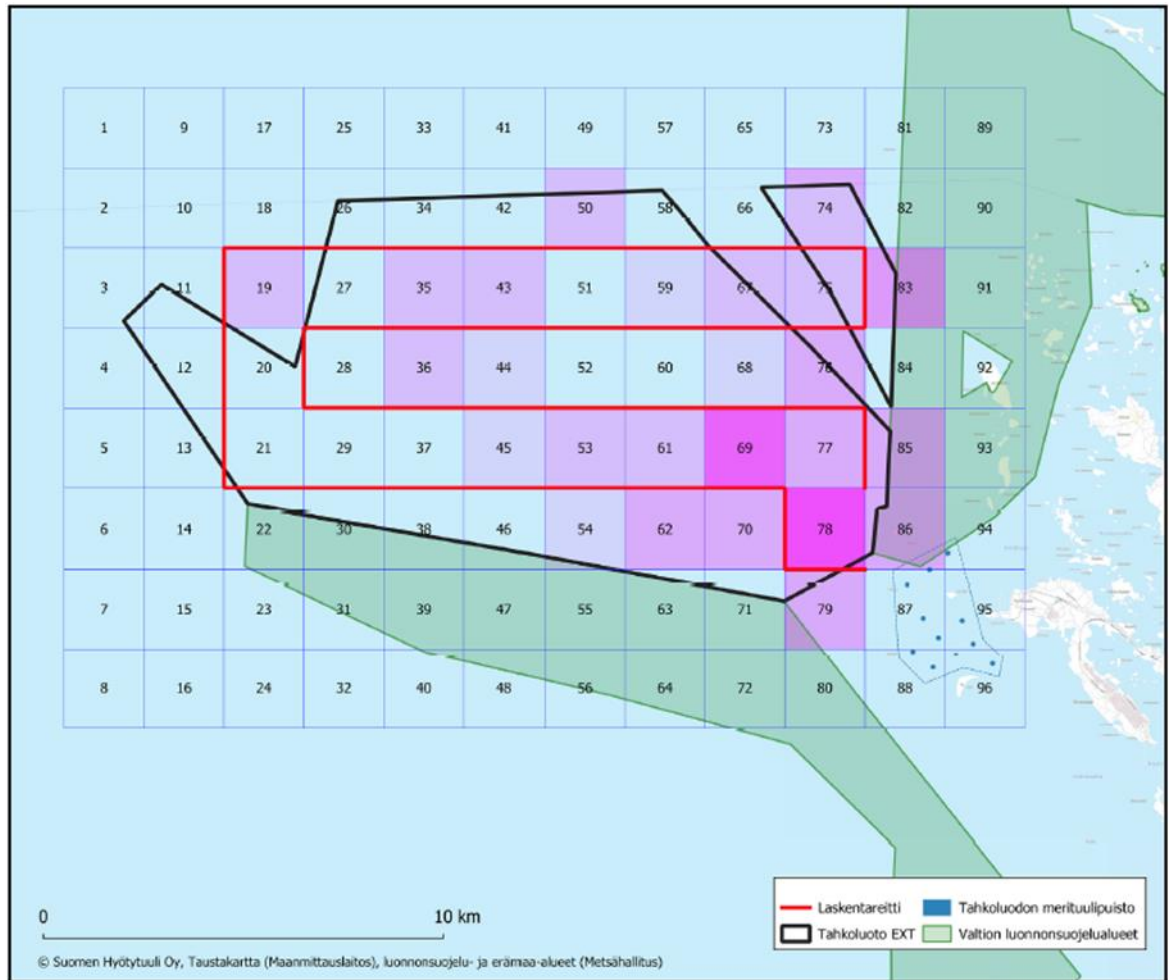 1 9 17 25 33 41 49 57 65 73 81 89
2 10 18 26 34 42 50 58 66 74 82 90
3 11 19 27 35 43 51 59 67 75 83 91
4 12 20 28 36 44 52 60 68 76 84 92
5 13 21 29 37 45 53 61 69 77 85 93
6 14 22 30 38 46 54 62 70 78 86 94
7 15 23 31 39 47 55 63 71 79 87 95
8 16 24 32 40 48 56 64 72 80 88 96
0 10 km
Laskentareitti Tahkoluodon merituulipuisto
Tahkoluoto EXT Valtion luonnonsuojelualueet
© Suomen Hyötytuuli Oy, Taustakartta (Maanmittauslaitos), luonnonsuojelu- ja erämaa-alueet (Metsähallitus)